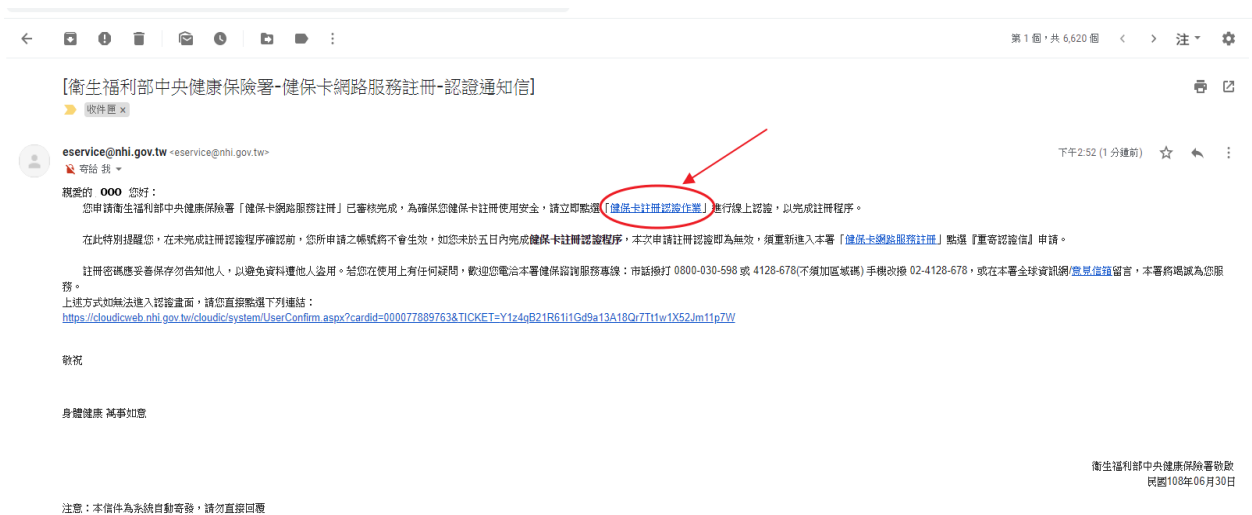 第 1 個，共 6,620 個
注
[衛生福利部中央健康保險署-健保卡網路服務註冊-認證通知信]
收件匣 ×
eservice@nhi.gov.tw <eservice@nhi.gov.tw>
下午2:52 (1 分鐘前)
寄給 我
親愛的 OOO 您好：
您申請衛生福利部中央健康保險署「健保卡網路服務註冊」已審核完成，為確保您健保卡註冊使用安全，請立即點選「健保卡註冊認證作業」進行線上認證，以完成註冊程序。
在此特別提醒您，在未完成註冊認證程序確認前，您所申請之帳號將不會生效，如您未於五日內完成健保卡註冊認證程序，本次申請註冊認證即為無效，須重新進入本署「健保卡網路服務註冊」點選『重寄認證信』申請。
註冊密碼應妥善保存勿告知他人，以避免資料遭他人盜用。若您在使用上有任何疑問，歡迎您電洽本署健保諮詢服務專線：市話撥打 0800-030-598 或 4128-678(不須加區域碼) 手機改撥 02-4128-678，或在本署全球資訊網/意見信箱留言，本署將竭誠為您服
務。
上述方式如無法進入認證畫面，請您直接點選下列連結：
https://cloudicweb.nhi.gov.tw/cloudic/system/UserConfirm.aspx?cardid=000077889763&TICKET=Y1z4qB21R61i1Gd9a13A18Qr7Tt1w1X52Jm11p7W
敬祝
身體健康 萬事如意
衛生福利部中央健康保險署敬啟
民國108年06月30日
注意：本信件為系統自動寄發，請勿直接回覆